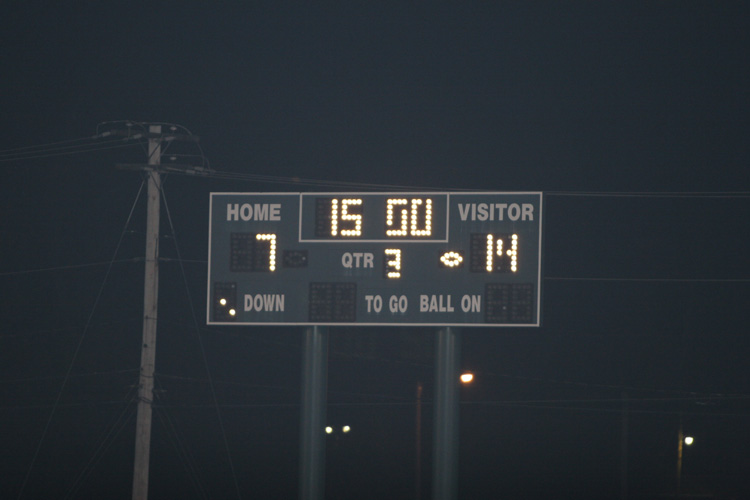 HOME 15 00 VISITOR
7 QTR 3 14
DOWN TO GO BALL ON